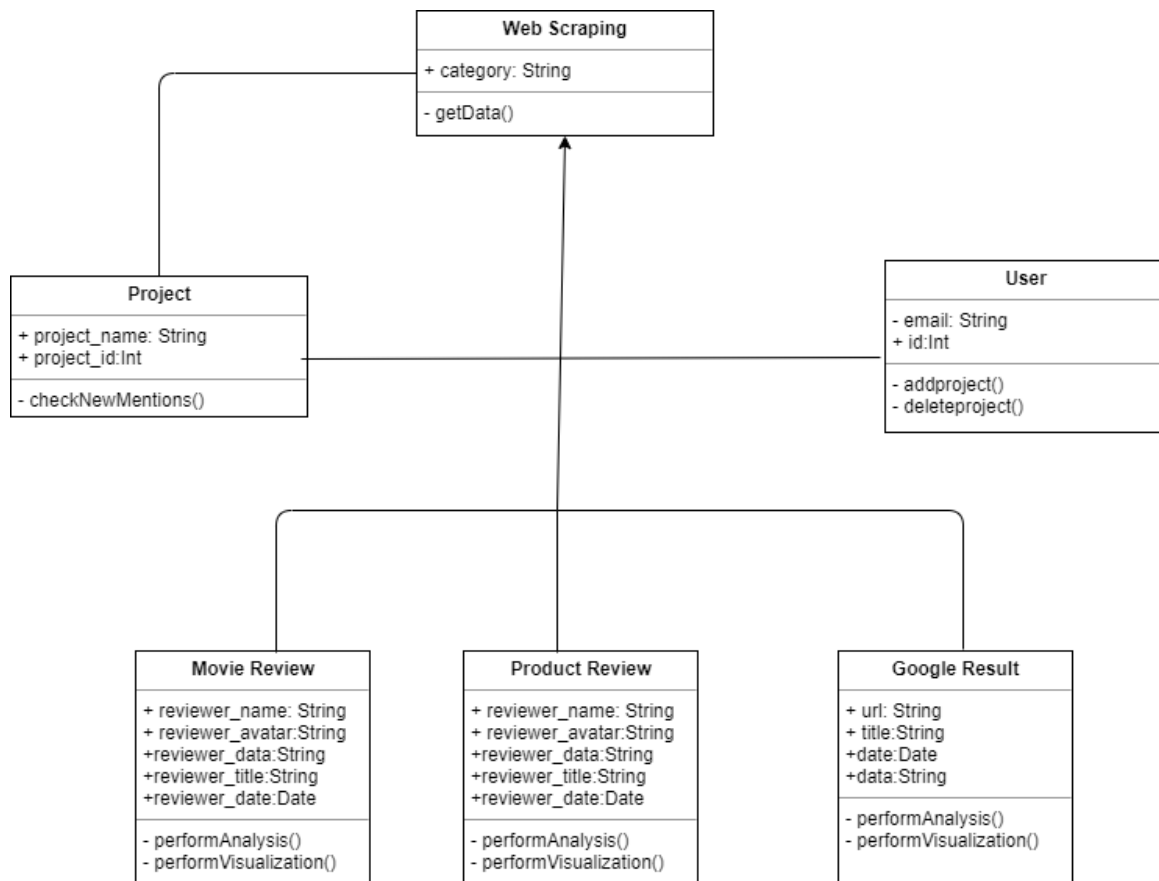 Web Scraping
+ category: String
- getData()
Project
+ project_name: String
+ project_id:Int
- checkNewMentions()
User
- email: String
+ id:Int
- addproject()
- deleteproject()
Movie Review
+ reviewer_name: String
+ reviewer_avatar:String
+reviewer_data:String
+reviewer_title:String
+reviewer_date:Date
- performAnalysis()
- performVisualization()
Product Review
+ reviewer_name: String
+ reviewer_avatar:String
+reviewer_data:String
+reviewer_title:String
+reviewer_date:Date
- performAnalysis()
- performVisualization()
Google Result
+ url: String
+ title:String
+date:Date
+data:String
- performAnalysis()
- performVisualization()